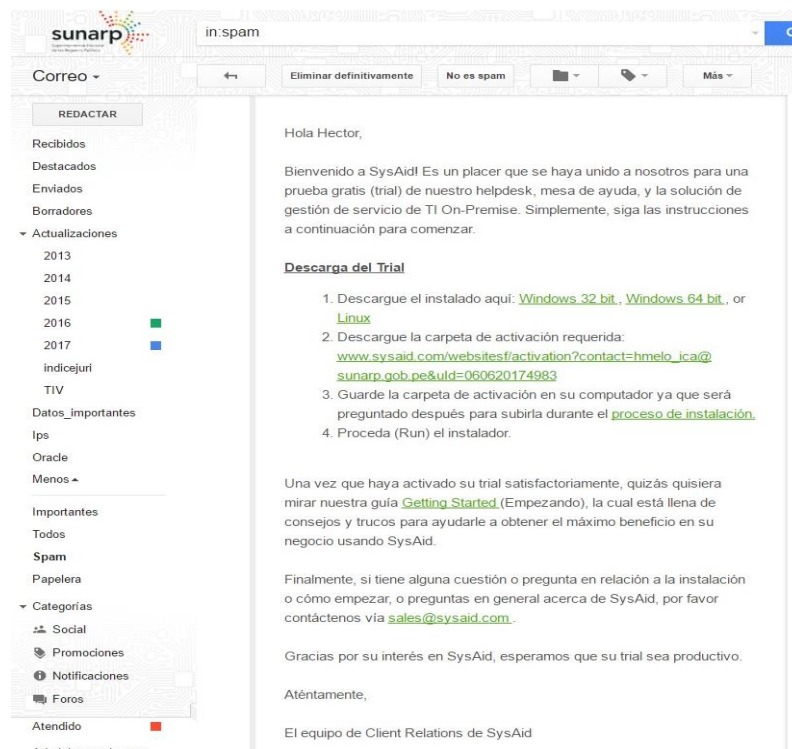 sunarp
in:spam
Correo
Eliminar definitivamente
No es spam
Más
REDACTAR
Recibidos
Destacados
Enviados
Borradores
Actualizaciones
2013
2014
2015
2016
2017
indicejuri
TIV
Datos_importantes
Ips
Oracle
Menos
Importantes
Todos
Spam
Papelera
Categorías
Social
Promociones
Notificaciones
Foros
Atendido
Hola Hector,
Bienvenido a SysAid! Es un placer que se haya unido a nosotros para una
prueba gratis (trial) de nuestro helpdesk, mesa de ayuda, y la solución de
gestión de servicio de TI On-Premise. Simplemente, siga las instrucciones
a continuación para comenzar.
Descarga del Trial
1. Descargue el instalado aquí: Windows 32 bit , Windows 64 bit , or
Linux
2. Descargue la carpeta de activación requerida:
www.sysaid.com/websitesf/activation?contact=hmelo_ica@
sunarp.gob.pe&uId=060620174983
3. Guarde la carpeta de activación en su computador ya que será
preguntado después para subirla durante el proceso de instalación.
4. Proceda (Run) el instalador.
Una vez que haya activado su trial satisfactoriamente, quizás quisiera
mirar nuestra guía Getting Started (Empezando), la cual está llena de
consejos y trucos para ayudarle a obtener el máximo beneficio en su
negocio usando SysAid.
Finalmente, si tiene alguna cuestión o pregunta en relación a la instalación
o cómo empezar, o preguntas en general acerca de SysAid, por favor
contáctenos vía sales@sysaid.com .
Gracias por su interés en SysAid, esperamos que su trial sea productivo.
Aténtamente,
El equipo de Client Relations de SysAid